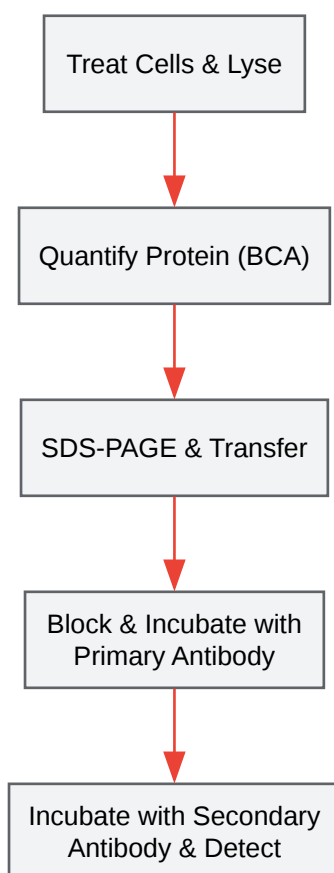 Treat Cells & Lyse
Quantify Protein (BCA)
SDS-PAGE & Transfer
Block & Incubate with
Primary Antibody
Incubate with Secondary
Antibody & Detect